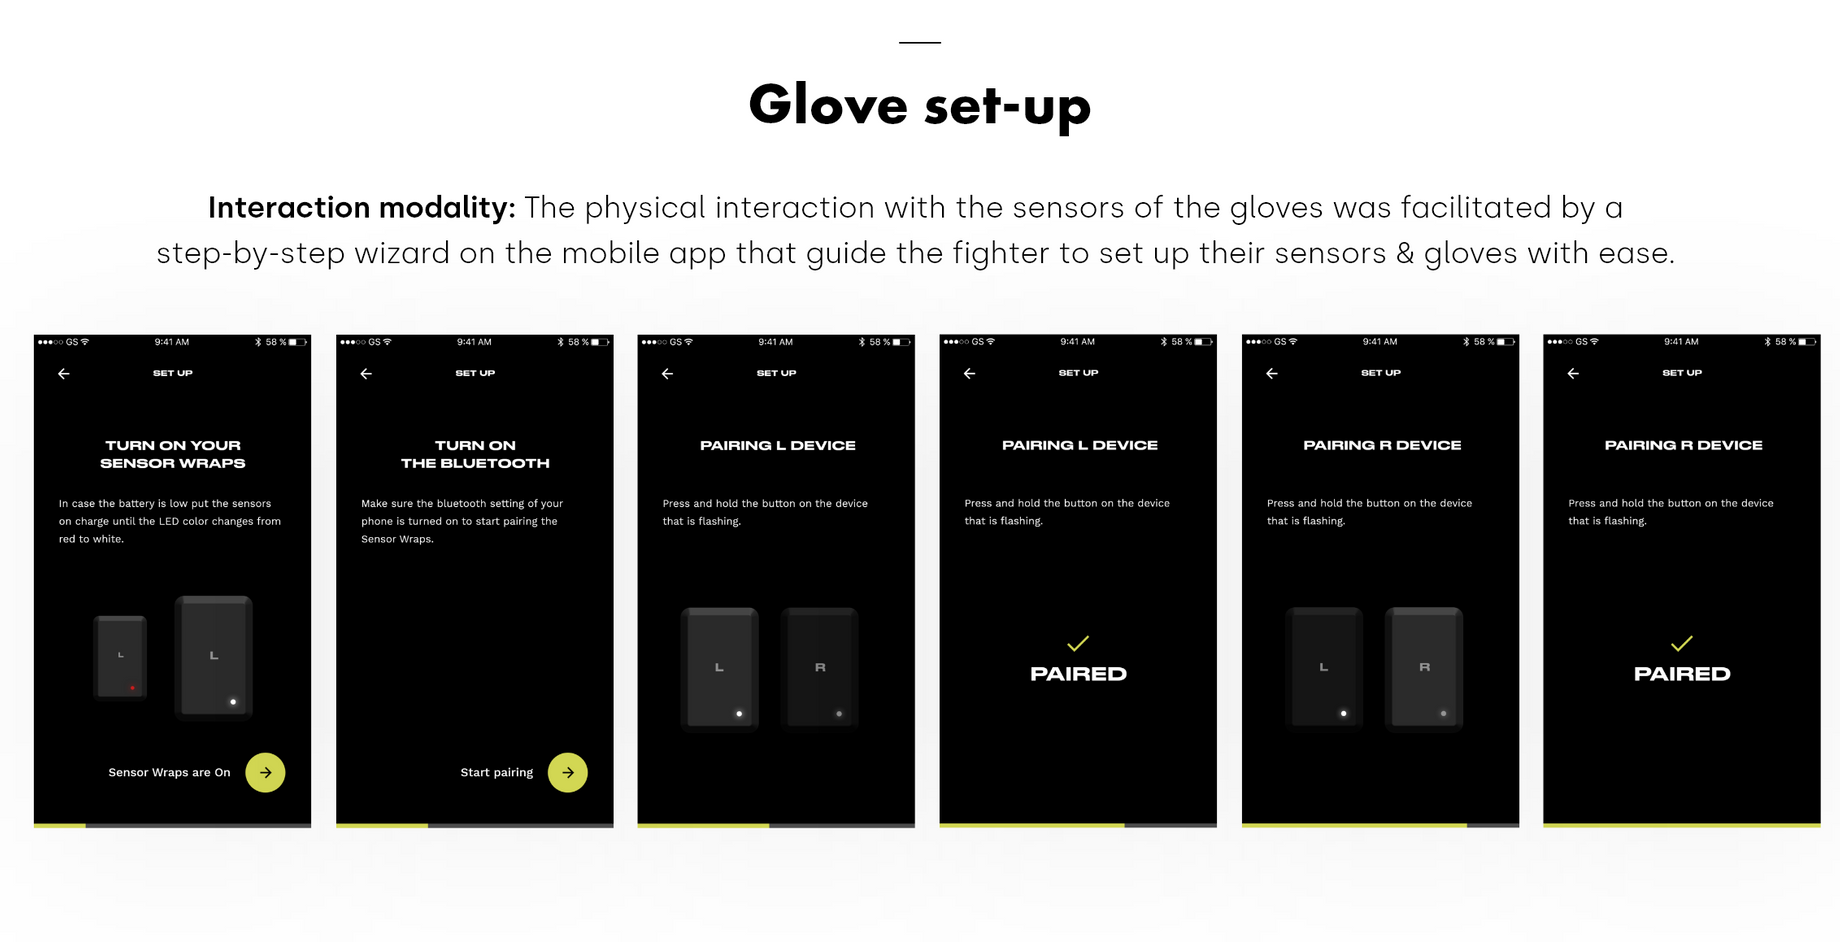 Glove set-up
Interaction modality: The physical interaction with the sensors of the gloves was facilitated by a
step-by-step wizard on the mobile app that guide the fighter to set up their sensors & gloves with ease.
GS 9:41 AM 58 %
SET UP
TURN ON YOUR
SENSOR WRAPS
In case the battery is low put the sensors
on charge until the LED color changes from
red to white.
L L
Sensor Wraps are On
GS 9:41 AM 58 %
SET UP
TURN ON
THE BLUETOOTH
Make sure the bluetooth setting of your
phone is turned on to start pairing the
Sensor Wraps.
Start pairing
GS 9:41 AM 58 %
SET UP
PAIRING L DEVICE
Press and hold the button on the device
that is flashing.
L R
GS 9:41 AM 58 %
SET UP
PAIRING L DEVICE
Press and hold the button on the device
that is flashing.
PAIRED
GS 9:41 AM 58 %
SET UP
PAIRING R DEVICE
Press and hold the button on the device
that is flashing.
L R
GS 9:41 AM 58 %
SET UP
PAIRING R DEVICE
Press and hold the button on the device
that is flashing.
PAIRED